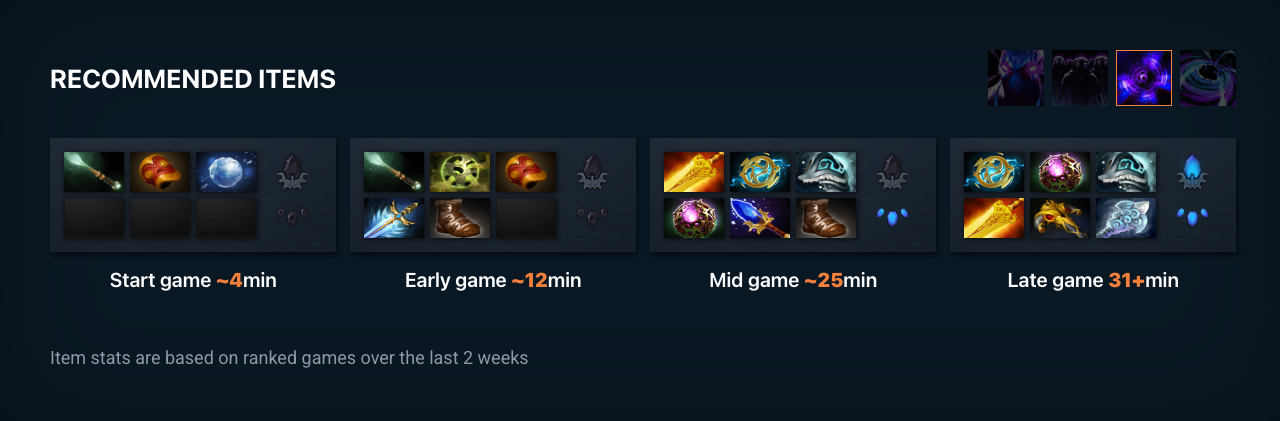 RECOMMENDED ITEMS
Start game ~4min
Early game ~12min
Mid game ~25min
Late game 31+min
Item stats are based on ranked games over the last 2 weeks